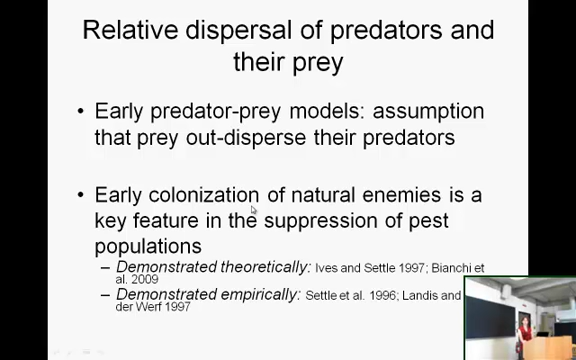 Relative dispersal of predators and
their prey
• Early predator-prey models: assumption
that prey out-disperse their predators
• Early colonization of natural enemies is a
key feature in the suppression of pest
populations
– Demonstrated theoretically: Ives and Settle 1997; Bianchi et
al. 2009
– Demonstrated empirically: Settle et al. 1996; Landis and
der Werf 1997